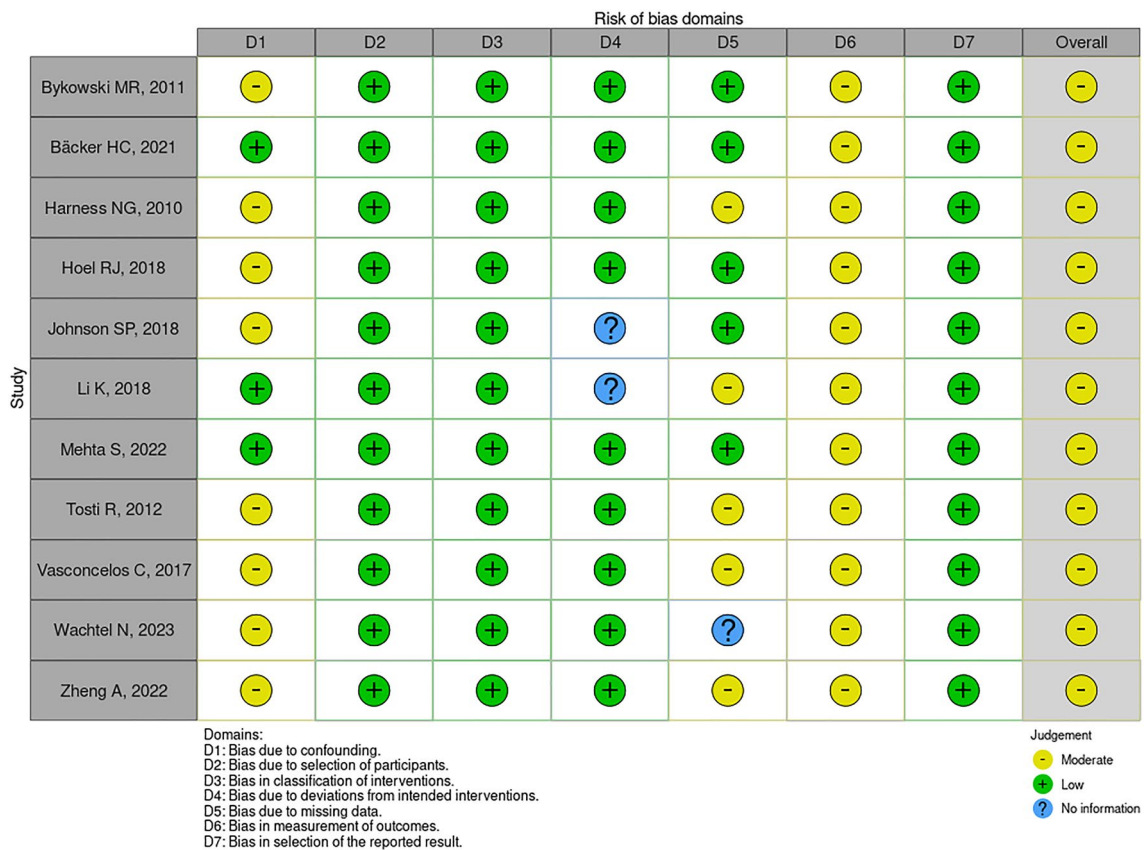 Risk of bias domains
D1 D2 D3 D4 D5 D6 D7 Overall
Study
Bykowski MR, 2011 - + + + + - + -
Bäcker HC, 2021 + + + + + - + -
Harness NG, 2010 - + + + - - + -
Hoel RJ, 2018 - + + + + - + -
Johnson SP, 2018 - + + ? + - + -
Li K, 2018 + + + ? - - + -
Mehta S, 2022 + + + + + - + -
Tosti R, 2012 - + + + - - + -
Vasconcelos C, 2017 - + + + - - + -
Wachtel N, 2023 - + + + ? - + -
Zheng A, 2022 - + + + - - + -
Domains:
D1: Bias due to confounding.
D2: Bias due to selection of participants.
D3: Bias in classification of interventions.
D4: Bias due to deviations from intended interventions.
D5: Bias due to missing data.
D6: Bias in measurement of outcomes.
D7: Bias in selection of the reported result.
Judgement
- Moderate
+ Low
? No information